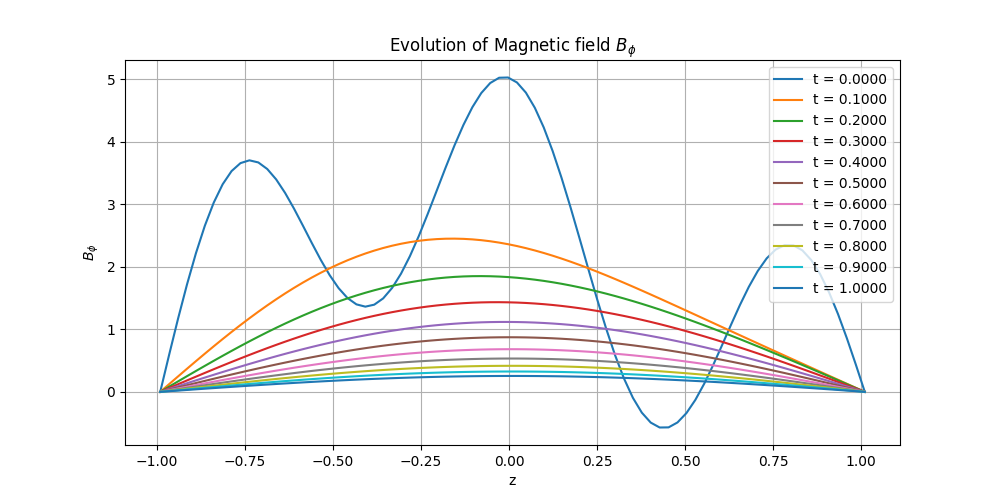 Evolution of Magnetic field $B_\phi$
B_ϕ
5
4
3
2
1
0
−1.00 −0.75 −0.50 −0.25 0.00 0.25 0.50 0.75 1.00
z
t = 0.0000
t = 0.1000
t = 0.2000
t = 0.3000
t = 0.4000
t = 0.5000
t = 0.6000
t = 0.7000
t = 0.8000
t = 0.9000
t = 1.0000